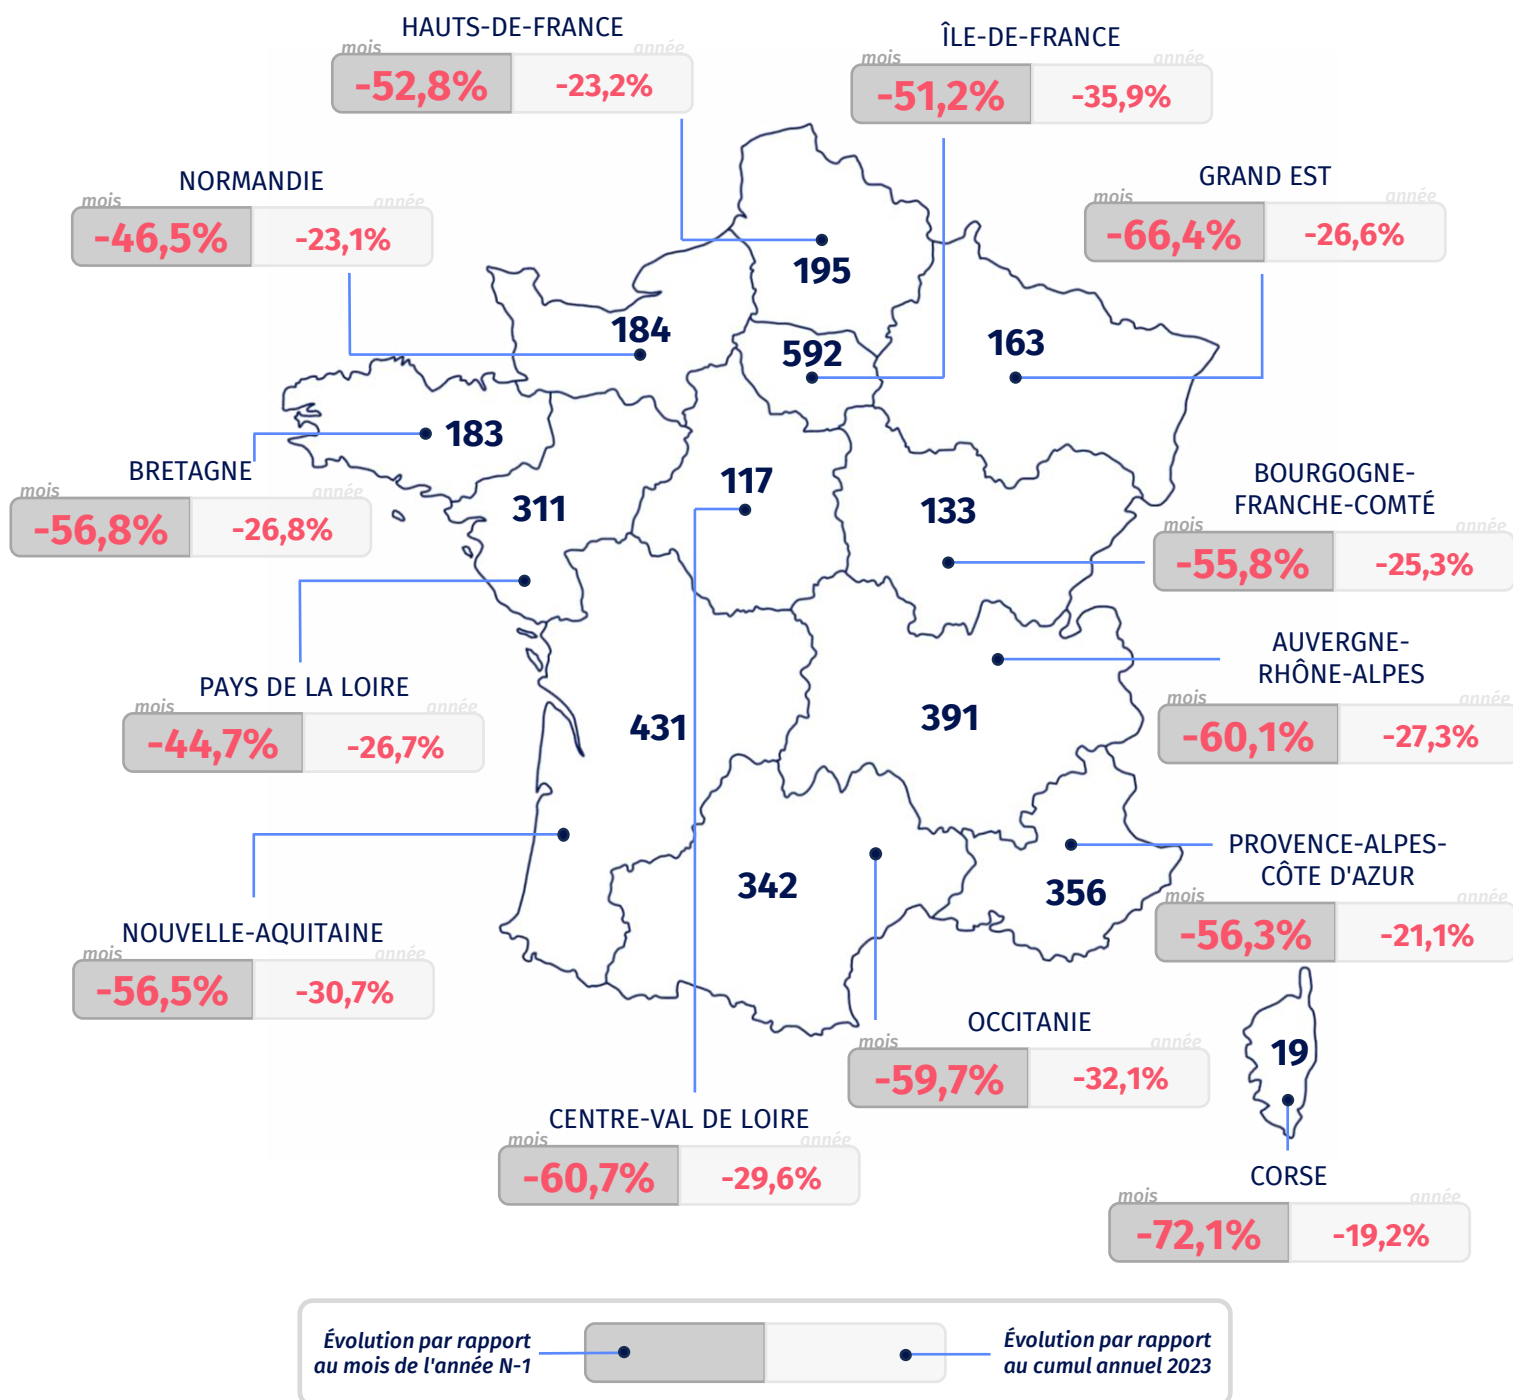 HAUTS-DE-FRANCE
mois année
-52,8% -23,2%
ÎLE-DE-FRANCE
mois année
-51,2% -35,9%
NORMANDIE
mois année
-46,5% -23,1%
GRAND EST
mois année
-66,4% -26,6%
195
184
592
163
183
BRETAGNE
mois année
-56,8% -26,8%
117
311
133
BOURGOGNE-
FRANCHE-COMTÉ
mois année
-55,8% -25,3%
AUVERGNE-
RHÔNE-ALPES
mois année
-60,1% -27,3%
PAYS DE LA LOIRE
mois année
-44,7% -26,7%
431
391
342
356
PROVENCE-ALPES-
CÔTE D'AZUR
mois année
-56,3% -21,1%
NOUVELLE-AQUITAINE
mois année
-56,5% -30,7%
OCCITANIE
mois année
-59,7% -32,1%
19
CENTRE-VAL DE LOIRE
mois année
-60,7% -29,6%
CORSE
mois année
-72,1% -19,2%
Évolution par rapport
au mois de l'année N-1
Évolution par rapport
au cumul annuel 2023